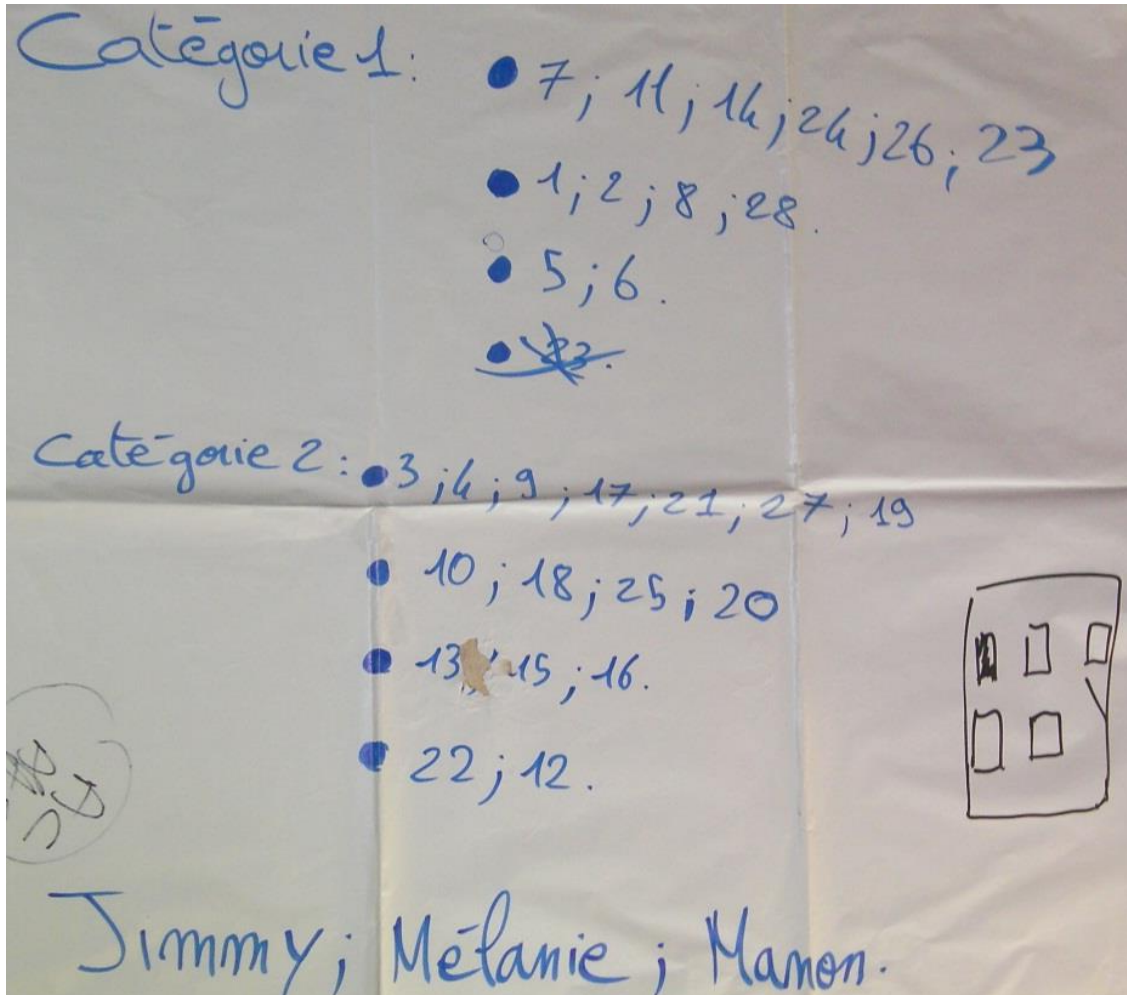 Catégorie 1:
• 7; 11; 14; 24; 26; 23
• 1; 2; 8; 28.
• 5; 6.
• 23.
Catégorie 2:
• 3; 4; 9; 17; 21; 27; 19
• 10; 18; 25; 20
• 13; 15; 16.
• 22; 12.
Jimmy; Mélanie; Manon.